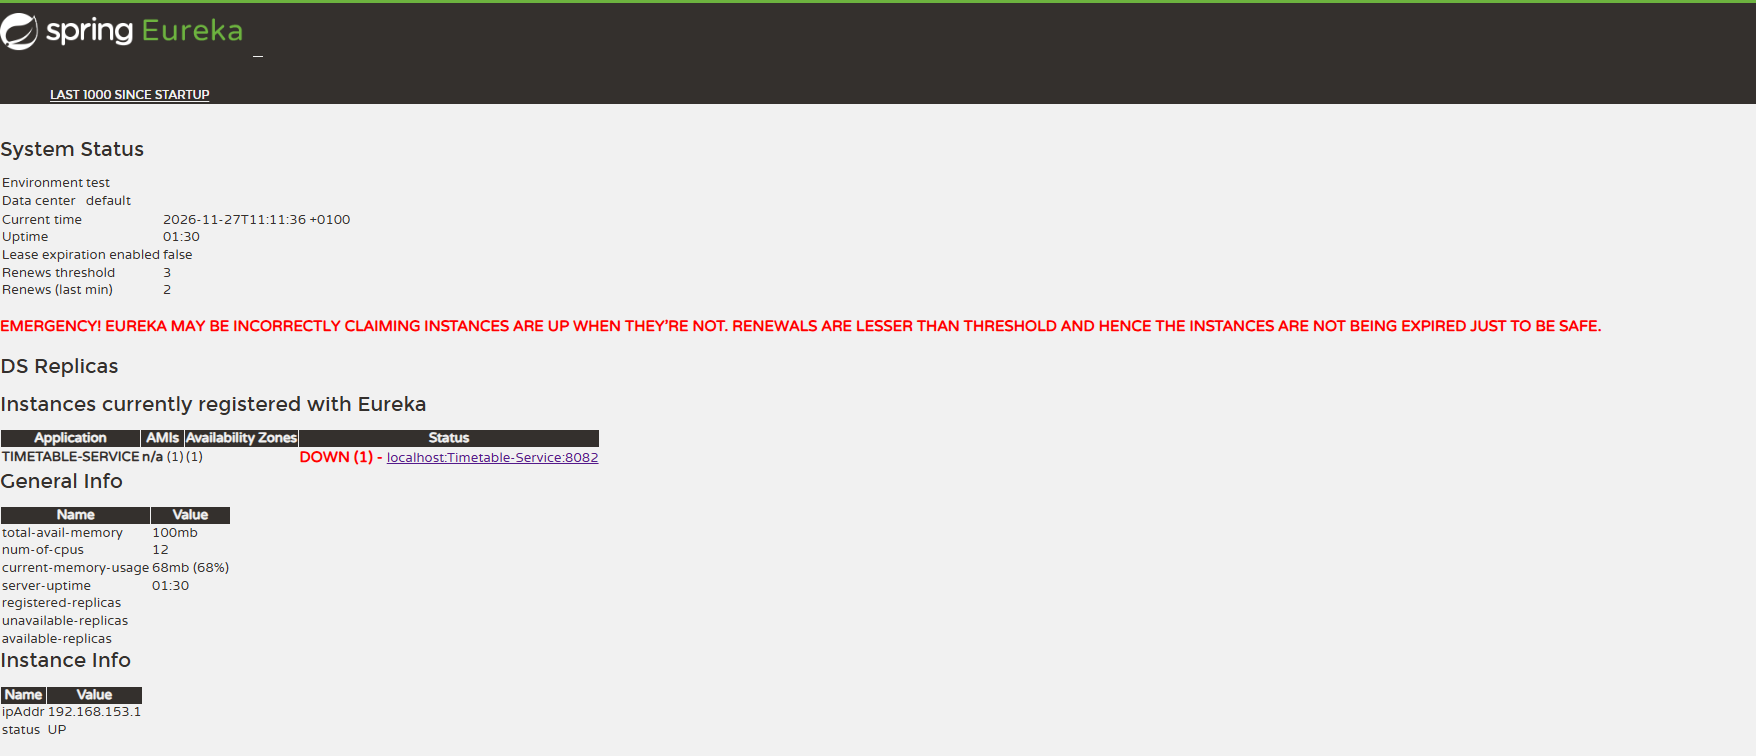 spring Eureka
LAST 1000 SINCE STARTUP
System Status
Environment test
Data center default
Current time 2026-11-27T11:11:36 +0100
Uptime 01:30
Lease expiration enabled false
Renews threshold 3
Renews (last min) 2
EMERGENCY! EUREKA MAY BE INCORRECTLY CLAIMING INSTANCES ARE UP WHEN THEY'RE NOT. RENEWALS ARE LESSER THAN THRESHOLD AND HENCE THE INSTANCES ARE NOT BEING EXPIRED JUST TO BE SAFE.
DS Replicas
Instances currently registered with Eureka
Application AMIs Availability Zones Status
TIMETABLE-SERVICE n/a (1) (1) DOWN (1) - localhost:Timetable-Service:8082
General Info
Name Value
total-avail-memory 100mb
num-of-cpus 12
current-memory-usage 68mb (68%)
server-uptime 01:30
registered-replicas
unavailable-replicas
available-replicas
Instance Info
Name Value
ipAddr 192.168.153.1
status UP